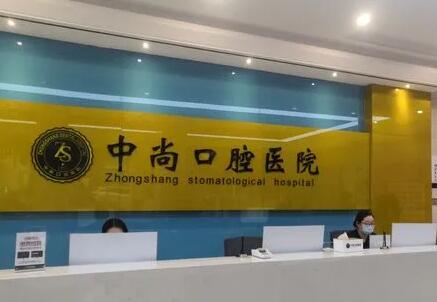 中尚口腔医院
Zhongshang stomatological hospital